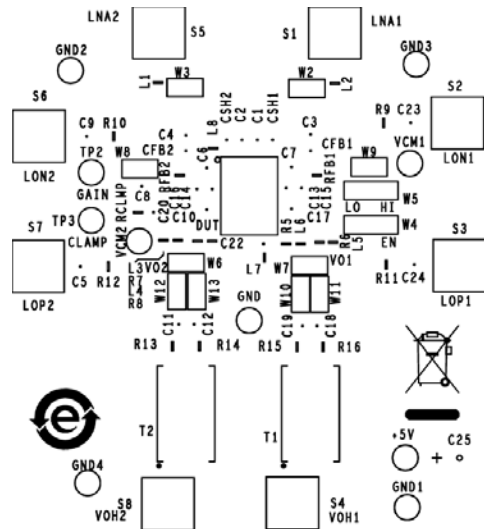 LNA2 S5 S1 LNA1
GND2 GND3
L1 W3 W2 L2
S6 S2
CSH2 C2 C1 CSH1
C9 R10 R9 C23
L8 C4 C3
W8 CFB2 CFB1
TP2 C6 C7 W9 VCM1
LON2 LON1
RFB2 RFB1
GAIN C8 C16 C14 C13 C15 W5
RCLMP LO HI
S7 TP3 C20 C10 DUT C17 W4 S3
CLAMP VCM2 C22 R5 L6 R6 L5 EN
L3 VO2 W6 L7 W7 VO1
C5 R12 R7 R11 C24
LOP2 L4 W12 W13 W10 W11 LOP1
R8 GND
C11 C12 C19 C18
R13 R14 R15 R16
T2 T1
e
+5V + C25
GND4 GND1
S8 S4
VOH2 VOH1